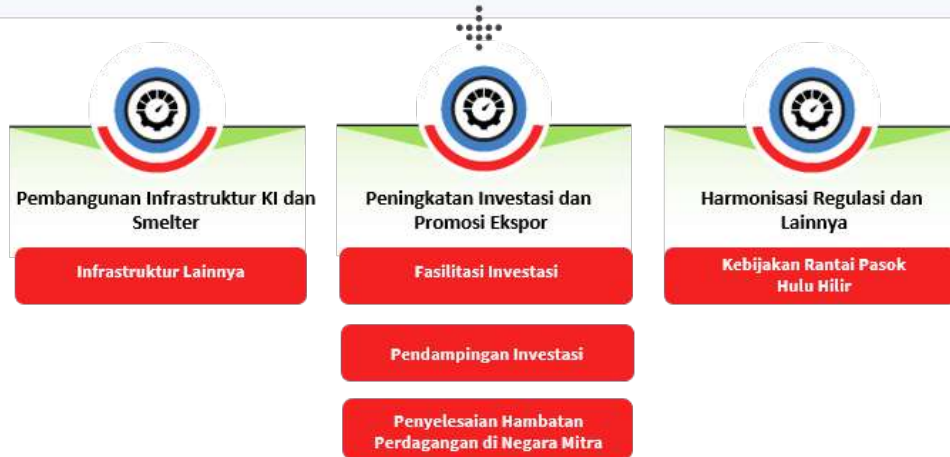 Pembangunan Infrastruktur KI dan
Smelter
Infrastruktur Lainnya
Peningkatan Investasi dan
Promosi Ekspor
Fasilitasi Investasi
Pendampingan Investasi
Penyelesaian Hambatan
Perdagangan di Negara Mitra
Harmonisasi Regulasi dan
Lainnya
Kebijakan Rantai Pasok
Hulu Hilir